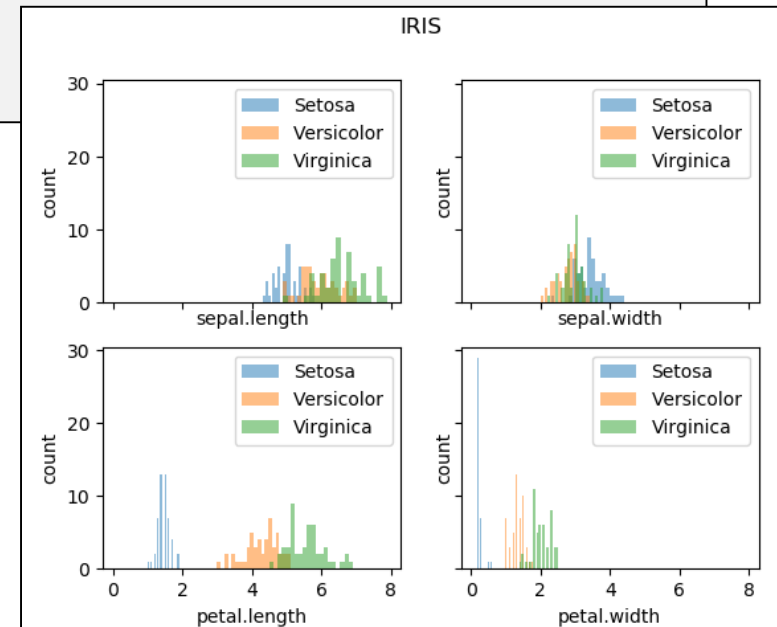 IRIS
30
20
10
0
count
Setosa
Versicolor
Virginica
sepal.length
count
Setosa
Versicolor
Virginica
sepal.width
30
20
10
0
count
Setosa
Versicolor
Virginica
0 2 4 6 8
petal.length
count
Setosa
Versicolor
Virginica
0 2 4 6 8
petal.width